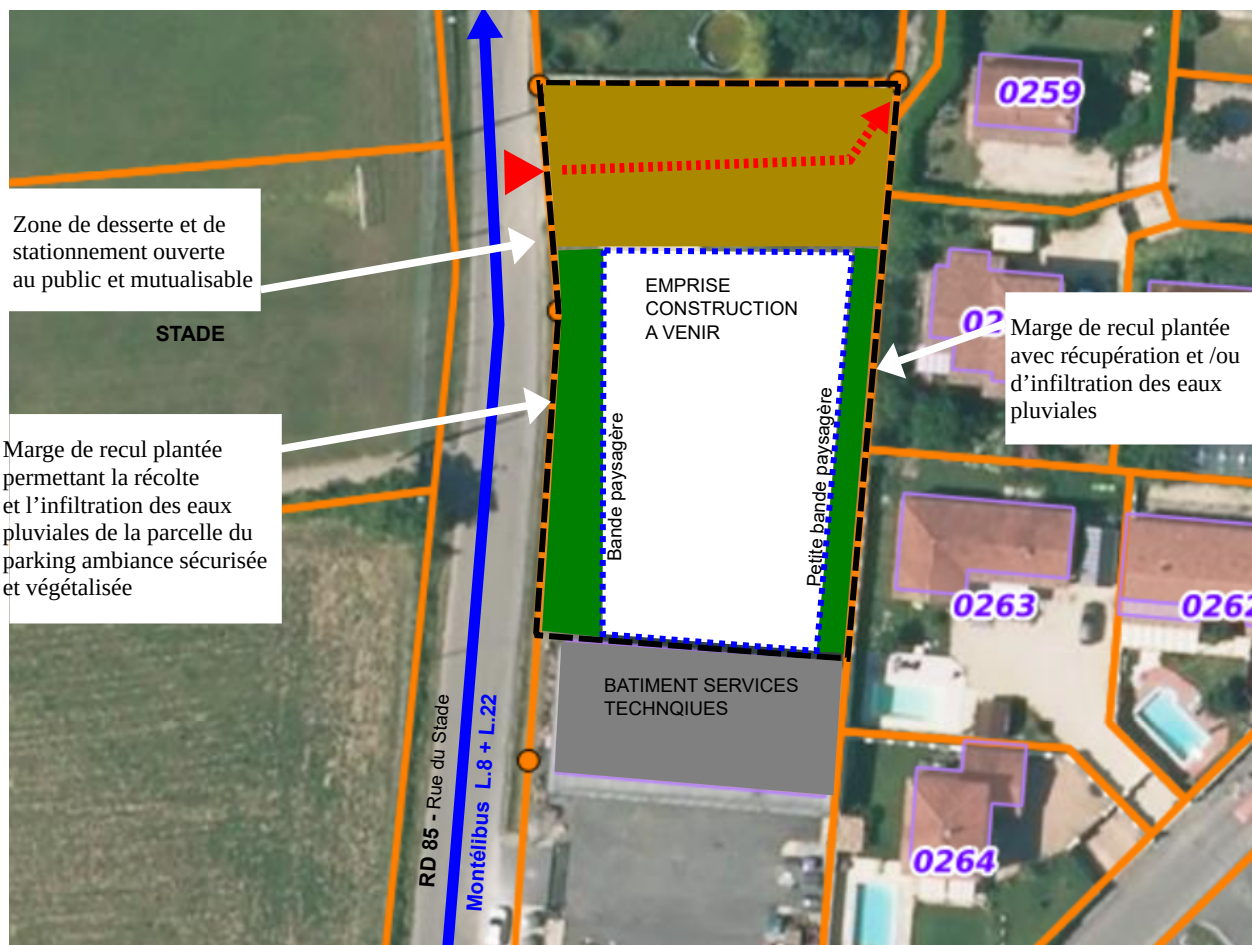 0259
Zone de desserte et de
stationnement ouverte
au public et mutualisable
STADE
EMPRISE
CONSTRUCTION
A VENIR
02
Marge de recul plantée
avec récupération et /ou
d’infiltration des eaux
pluviales
Marge de recul plantée
permettant la récolte
et l’infiltration des eaux
pluviales de la parcelle du
parking ambiance sécurisée
et végétalisée
Bande paysagère
Petite bande paysagère
0263
0262
BATIMENT SERVICES
TECHNQIUES
RD 85 - Rue du Stade
Montélibus L.8 + L.22
0264